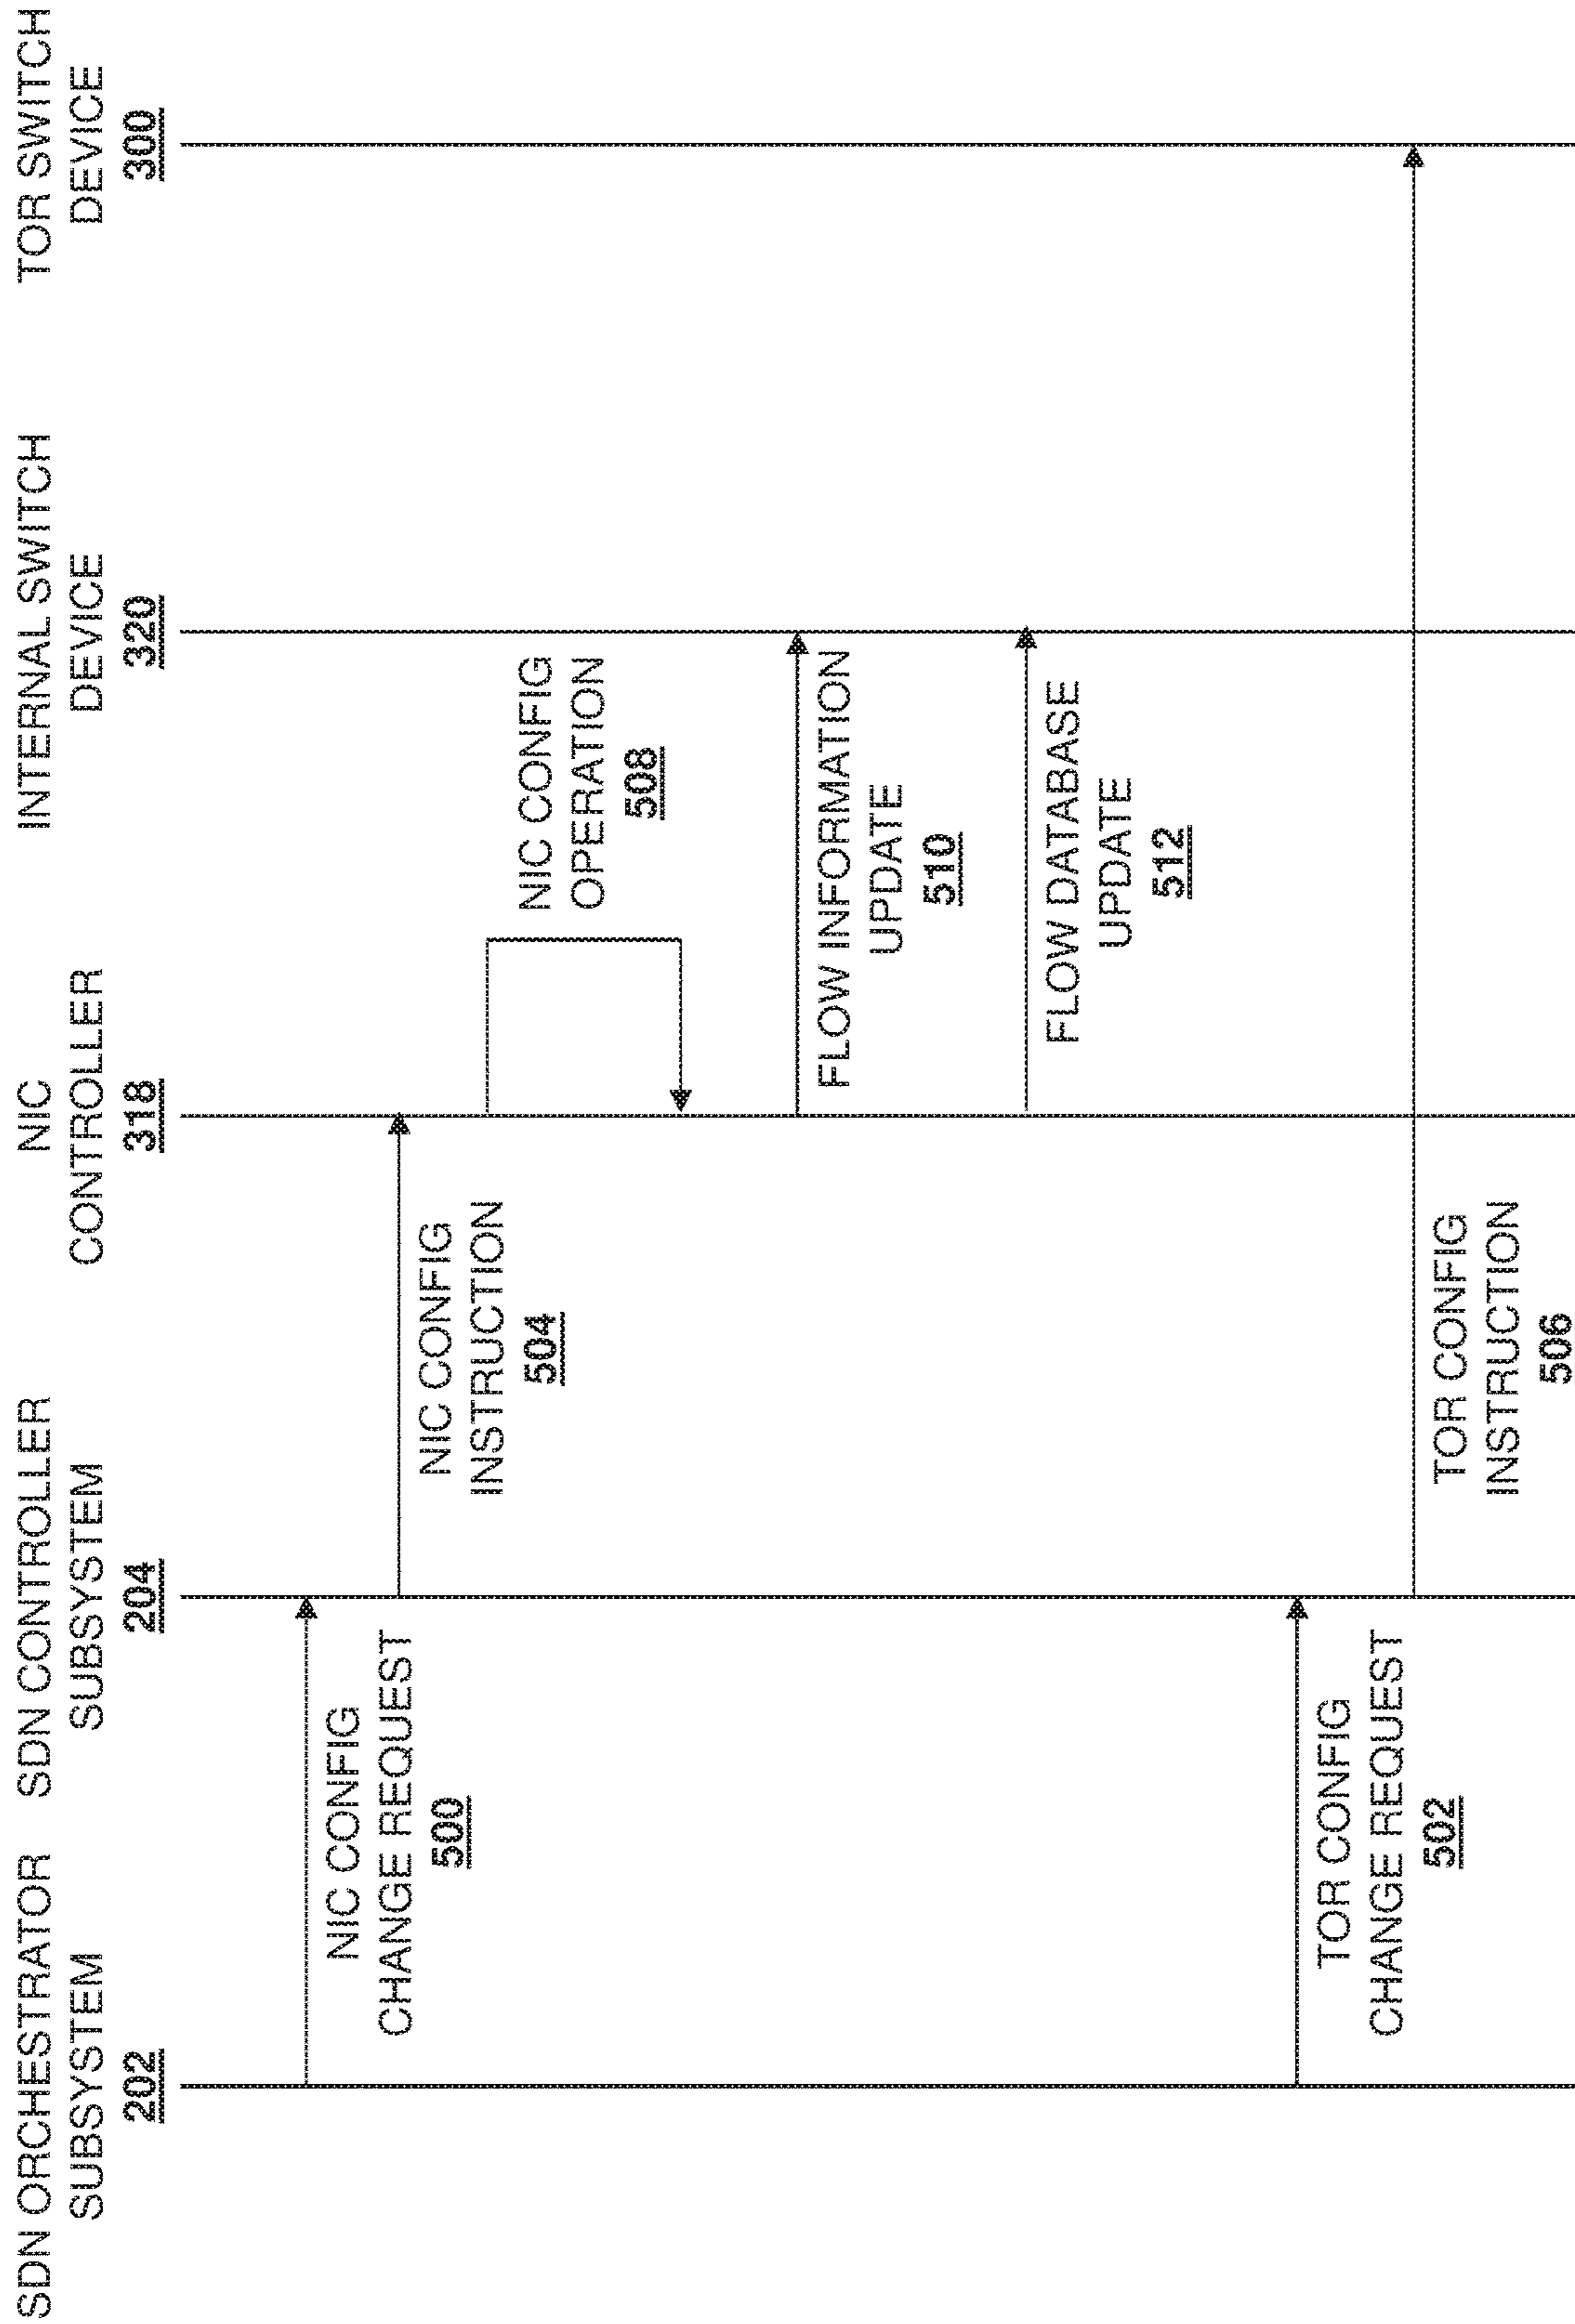 SDN ORCHESTRATOR
SUBSYSTEM
202
SDN CONTROLLER
SUBSYSTEM
204
NIC
CONTROLLER
318
INTERNAL SWITCH
DEVICE
320
TOR SWITCH
DEVICE
300
NIC CONFIG
CHANGE REQUEST
500
NIC CONFIG
INSTRUCTION
504
NIC CONFIG
OPERATION
508
FLOW INFORMATION
UPDATE
510
FLOW DATABASE
UPDATE
512
TOR CONFIG
CHANGE REQUEST
502
TOR CONFIG
INSTRUCTION
506